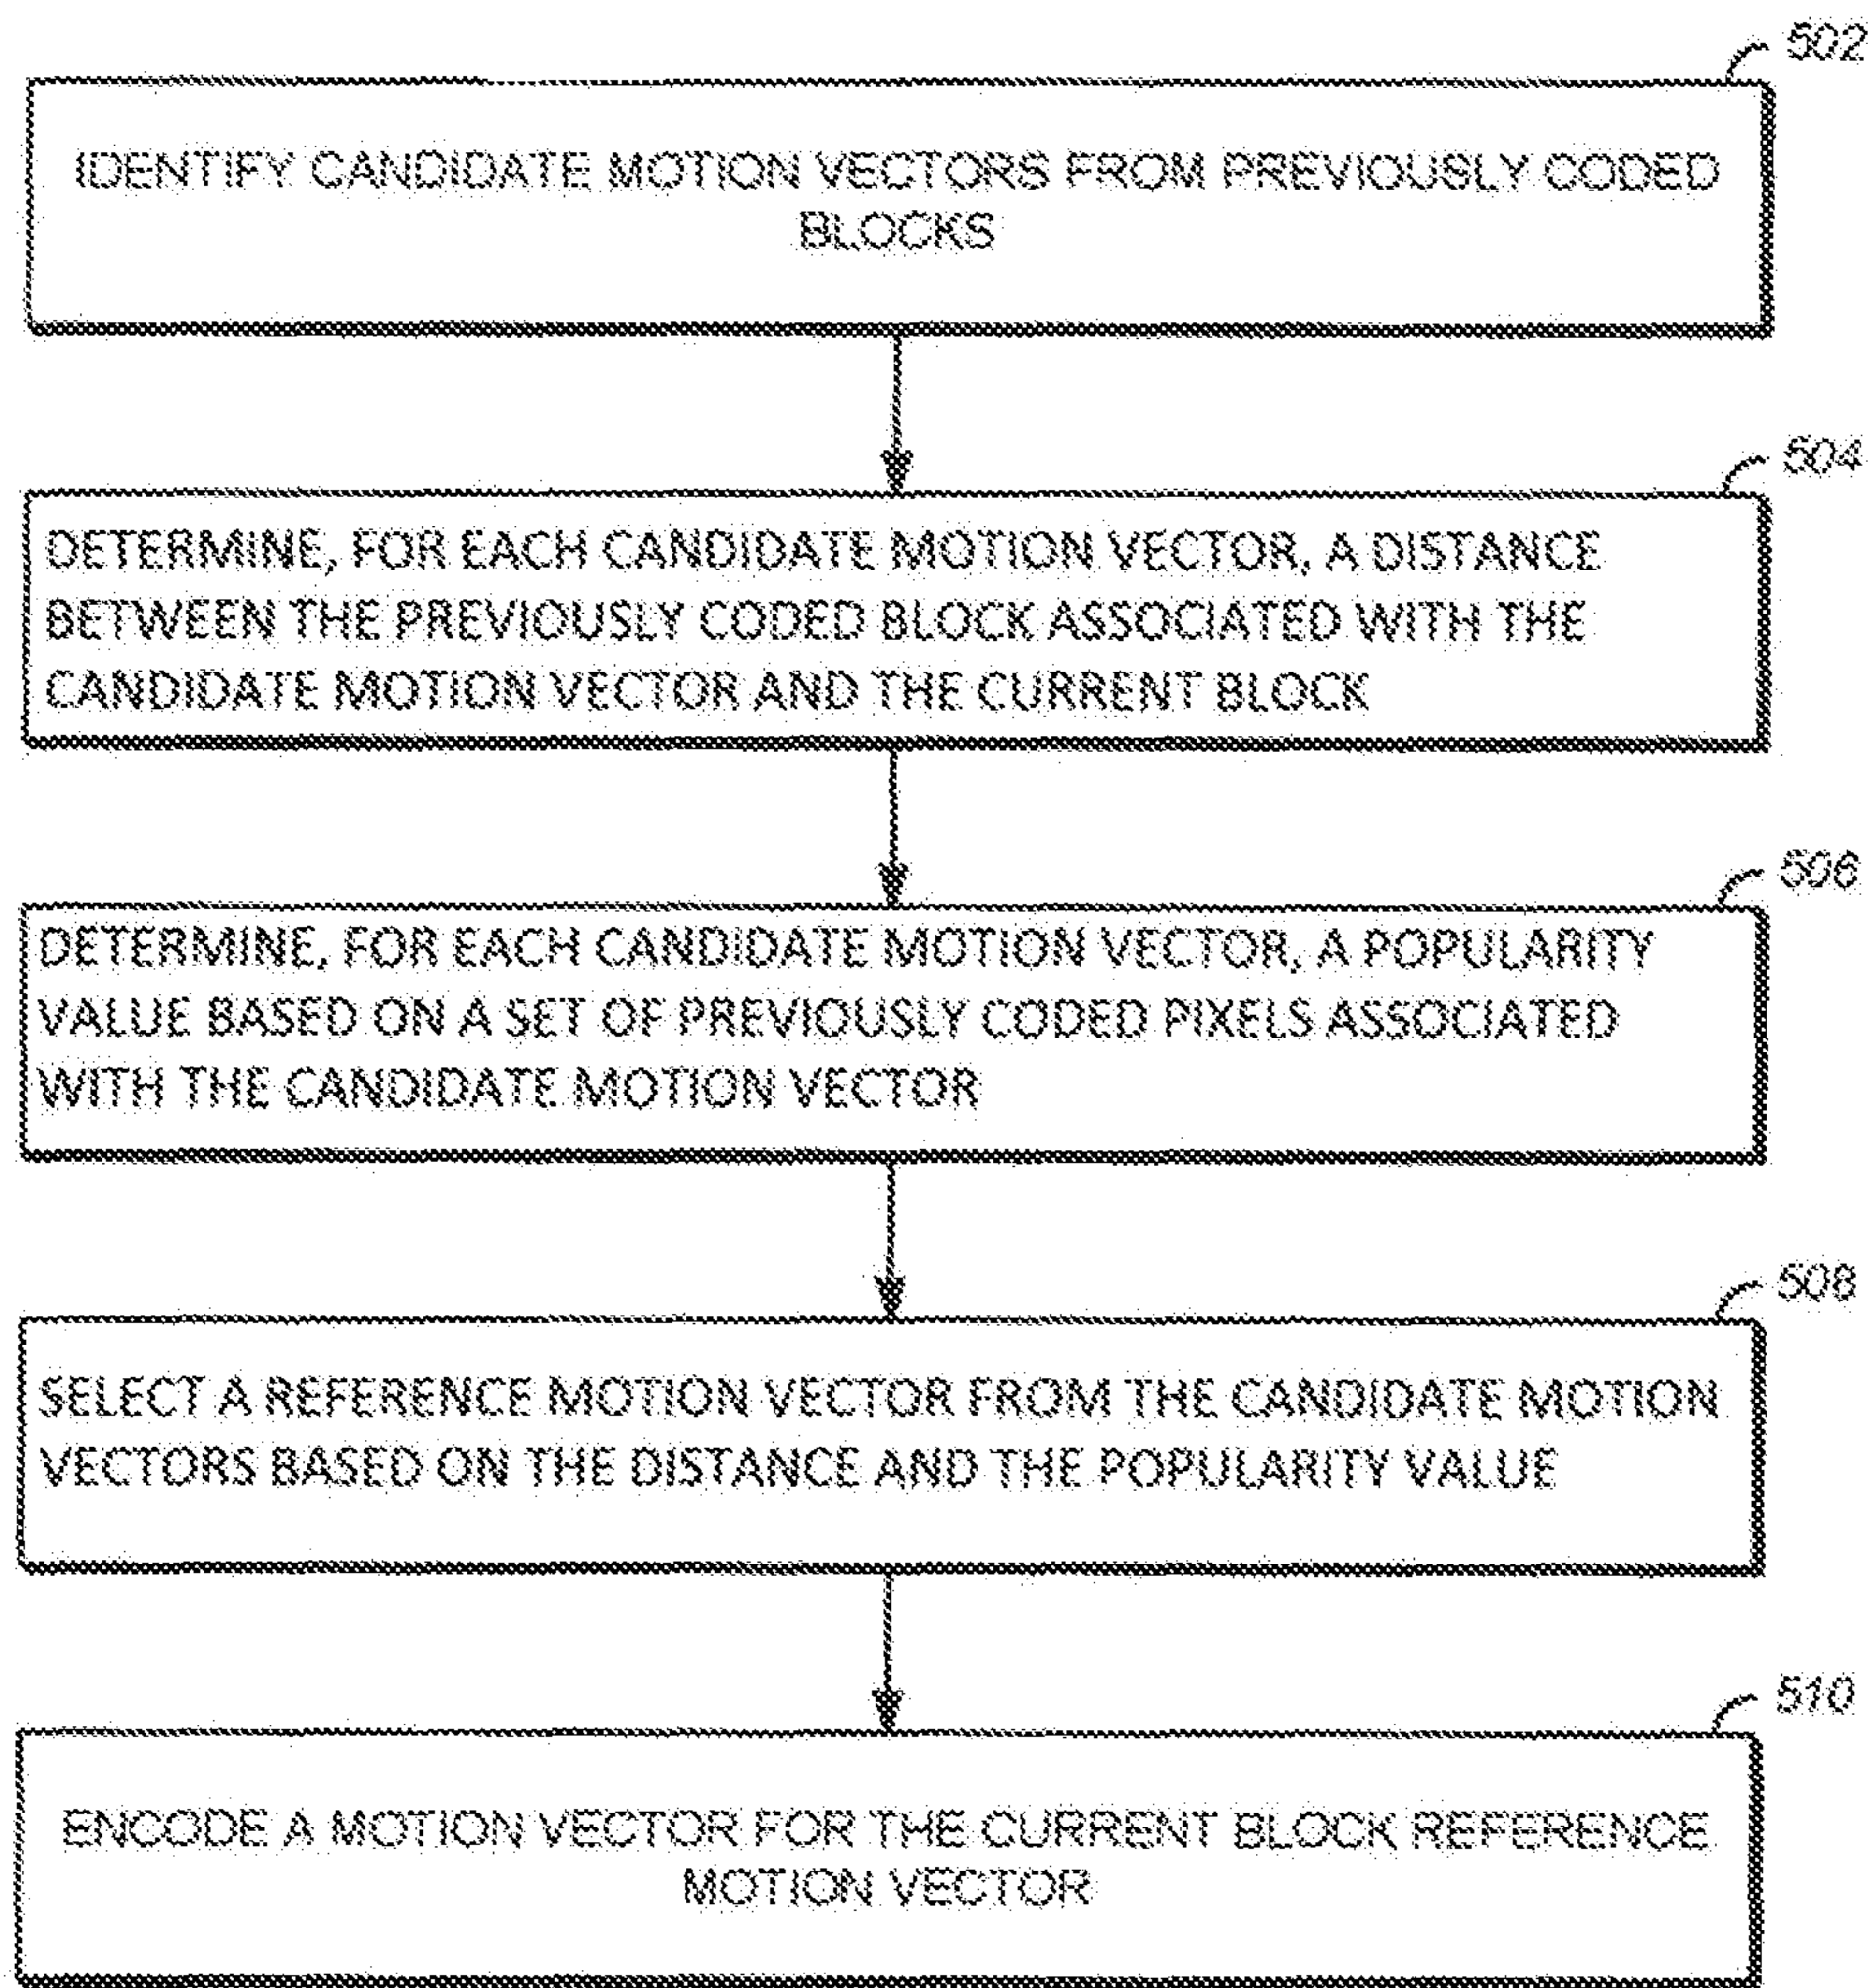 502
IDENTIFY CANDIDATE MOTION VECTORS FROM PREVIOUSLY CODED
BLOCKS
504
DETERMINE, FOR EACH CANDIDATE MOTION VECTOR, A DISTANCE
BETWEEN THE PREVIOUSLY CODED BLOCK ASSOCIATED WITH THE
CANDIDATE MOTION VECTOR AND THE CURRENT BLOCK
506
DETERMINE, FOR EACH CANDIDATE MOTION VECTOR, A POPULARITY
VALUE BASED ON A SET OF PREVIOUSLY CODED PIXELS ASSOCIATED
WITH THE CANDIDATE MOTION VECTOR
508
SELECT A REFERENCE MOTION VECTOR FROM THE CANDIDATE MOTION
VECTORS BASED ON THE DISTANCE AND THE POPULARITY VALUE
510
ENCODE A MOTION VECTOR FOR THE CURRENT BLOCK REFERENCE
MOTION VECTOR